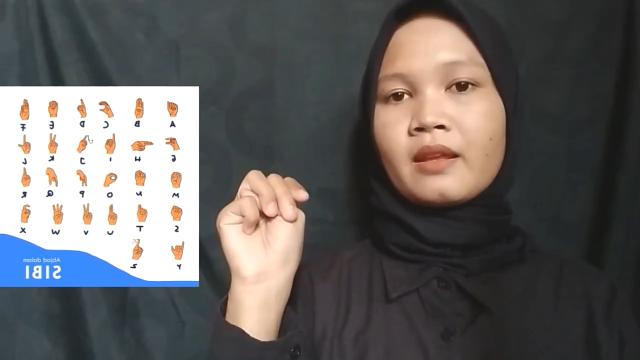 A B C D E F
G H I J K L
M N O P Q R
S T U V W X
Y Z
Abjad dalam
SIBI